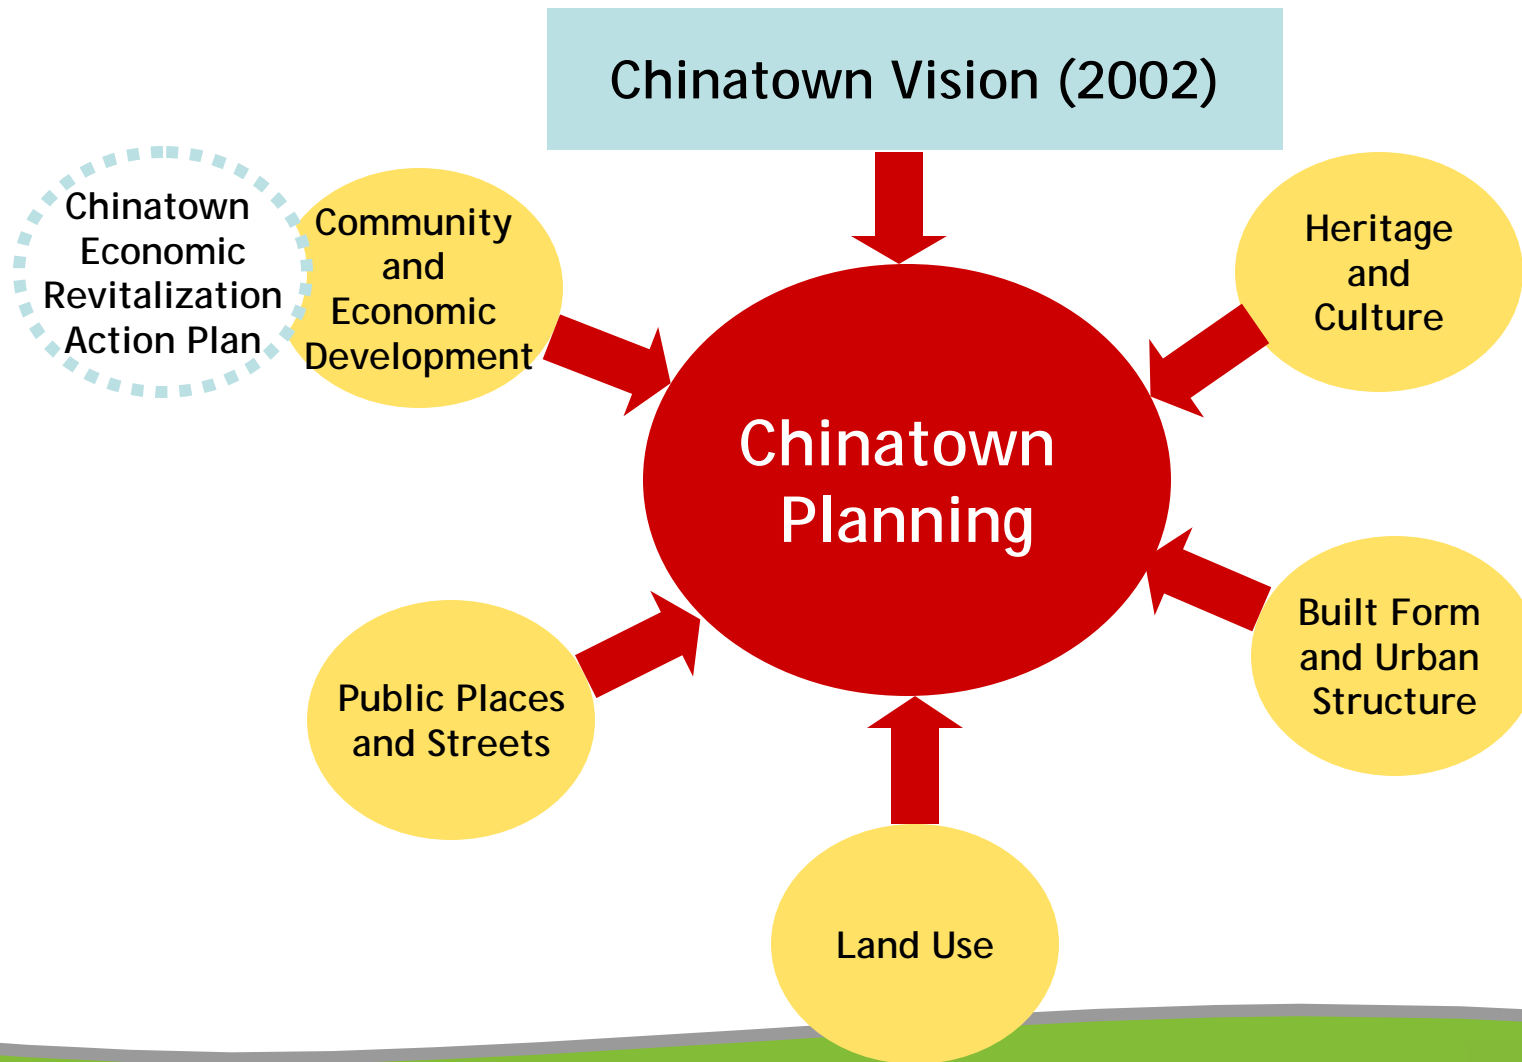 Chinatown Vision (2002)
Chinatown
Economic
Revitalization
Action Plan
Community
and
Economic
Development
Heritage
and
Culture
Chinatown
Planning
Built Form
and Urban
Structure
Public Places
and Streets
Land Use